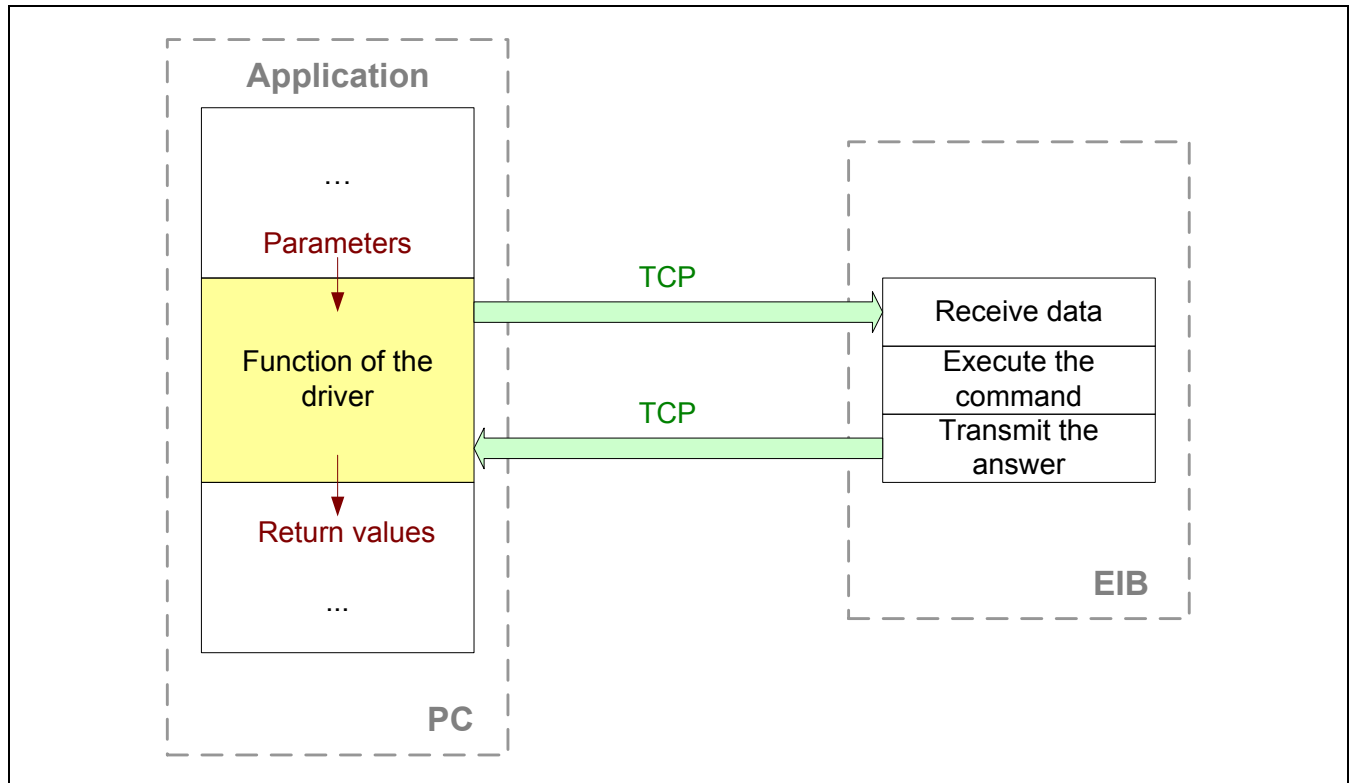 Application
…
Parameters
Function of the
driver
Return values
...
PC
TCP
TCP
Receive data
Execute the
command
Transmit the
answer
EIB